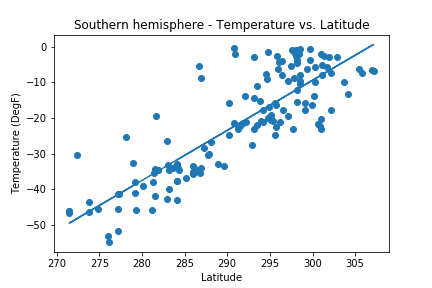 Southern hemisphere - Temperature vs. Latitude
Temperature (DegF)
0
−10
−20
−30
−40
−50
270 275 280 285 290 295 300 305
Latitude